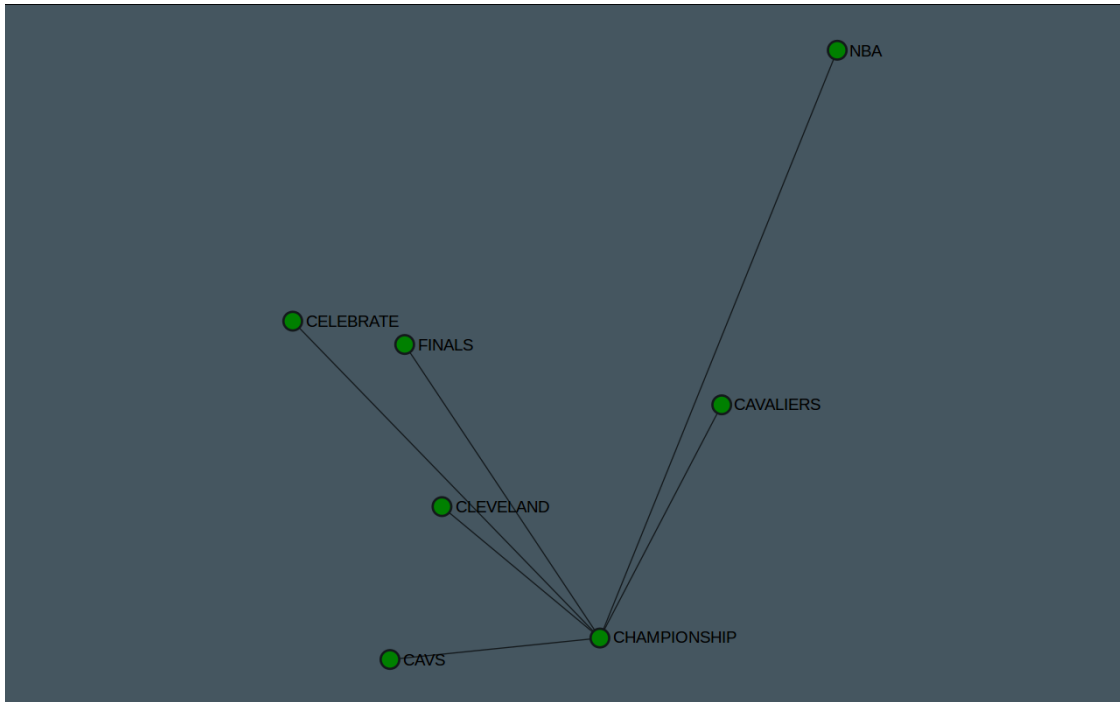 NBA
CELEBRATE
FINALS
CAVALIERS
CLEVELAND
CHAMPIONSHIP
CAVS